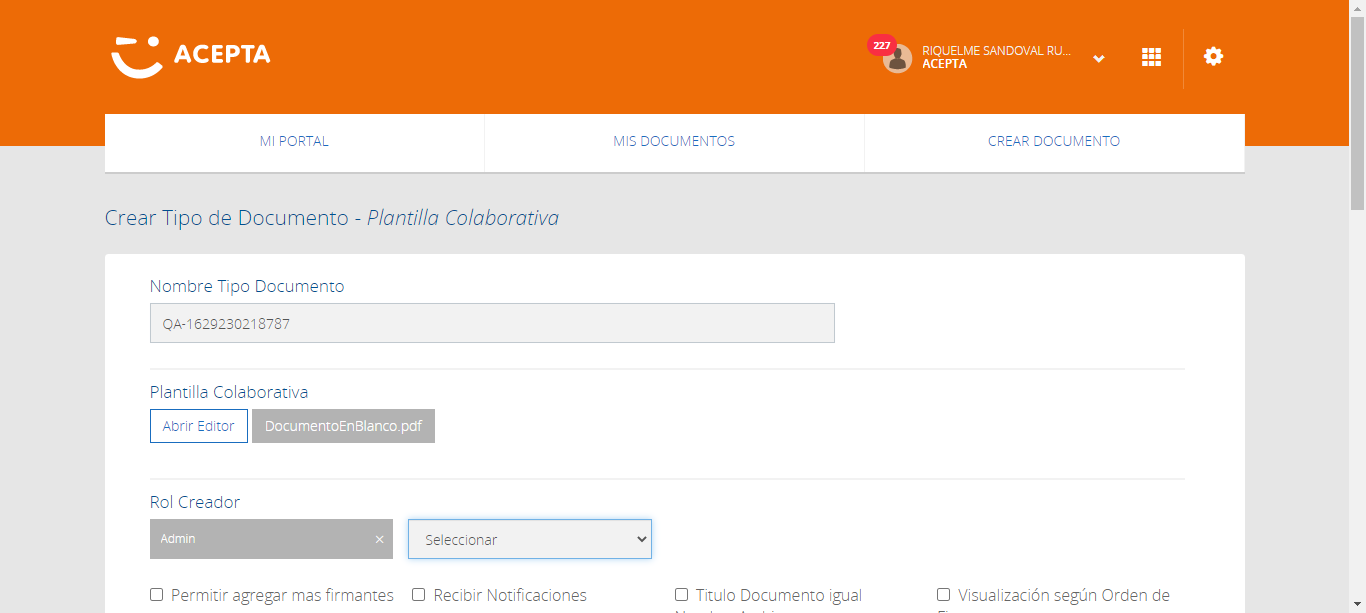 ACEPTA
227
RIQUELME SANDOVAL RU...
ACEPTA
MI PORTAL
MIS DOCUMENTOS
CREAR DOCUMENTO
Crear Tipo de Documento - Plantilla Colaborativa
Nombre Tipo Documento
QA-1629230218787
Plantilla Colaborativa
Abrir Editor
DocumentoEnBlanco.pdf
Rol Creador
Admin ×
Seleccionar
Permitir agregar mas firmantes
Recibir Notificaciones
Titulo Documento igual
Visualización según Orden de